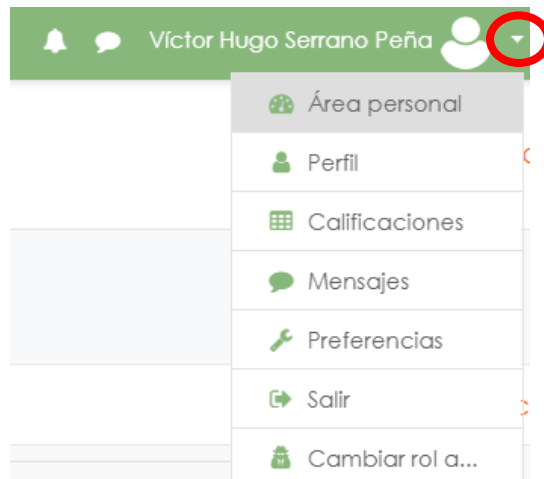 Víctor Hugo Serrano Peña
Área personal
Perfil
Calificaciones
Mensajes
Preferencias
Salir
Cambiar rol a...